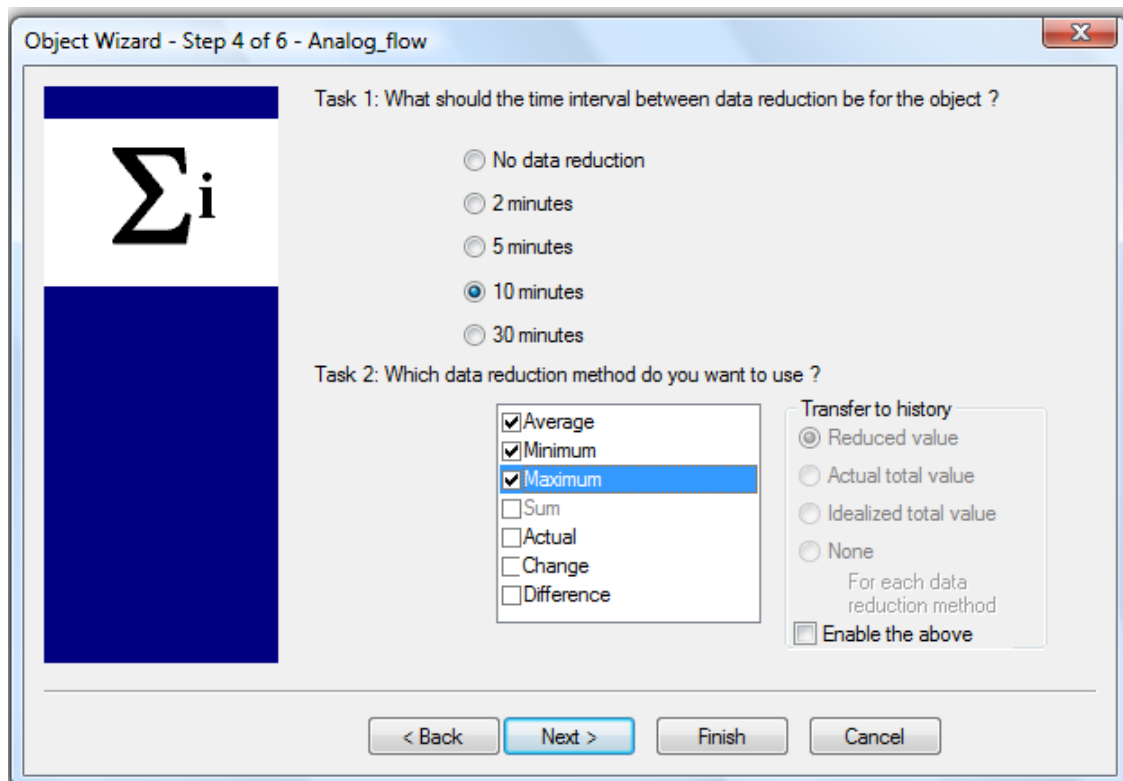 Object Wizard - Step 4 of 6 - Analog_flow
X
Task 1: What should the time interval between data reduction be for the object ?
Σi
No data reduction
2 minutes
5 minutes
10 minutes
30 minutes
Task 2: Which data reduction method do you want to use ?
Average
Minimum
Maximum
Sum
Actual
Change
Difference
Transfer to history
Reduced value
Actual total value
Idealized total value
None
For each data
reduction method
Enable the above
< Back
Next >
Finish
Cancel